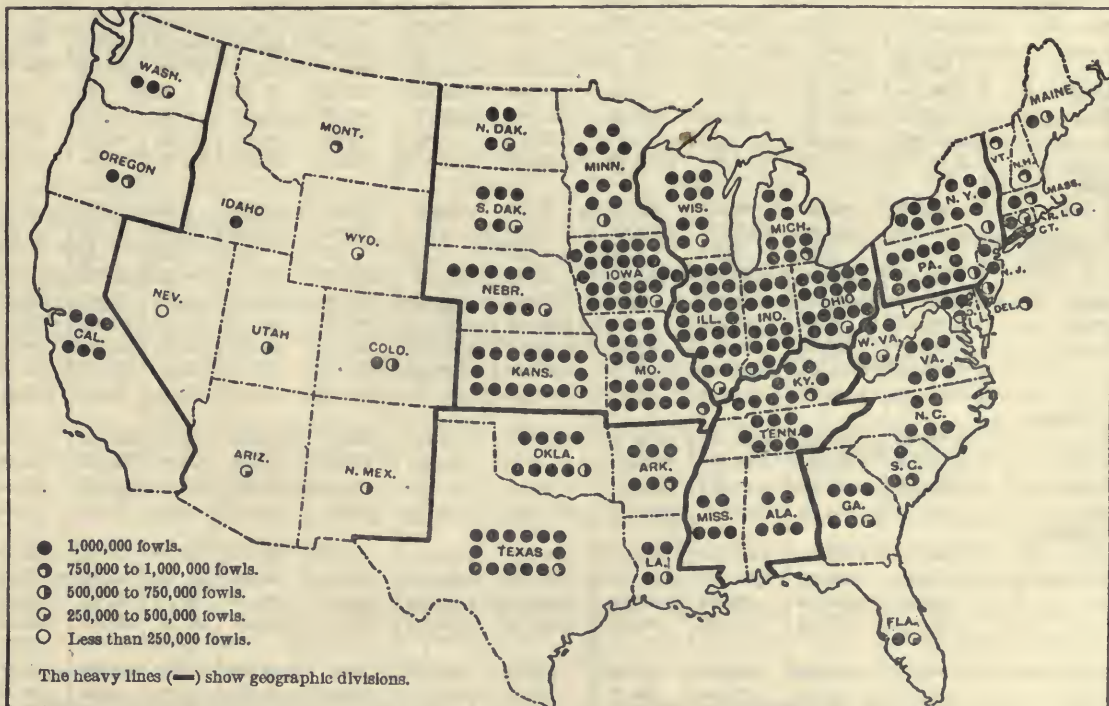 WASH.
MONT.
N. DAK.
MINN.
MAINE
OREGON
IDAHO
WYO.
S. DAK.
WIS.
MICH.
N. Y.
VT.
N.H.
MASS.
R. I.
CT.
NEV.
UTAH
COLO.
NEBR.
IOWA
ILL.
IND.
OHIO
PA.
N. J.
DEL.
CAL.
KANS.
MO.
KY.
W. VA.
VA.
ARIZ.
N. MEX.
OKLA.
ARK.
TENN.
N. C.
S. C.
TEXAS
LA.
MISS.
ALA.
GA.
FLA.
1,000,000 fowls.
750,000 to 1,000,000 fowls.
500,000 to 750,000 fowls.
250,000 to 500,000 fowls.
Less than 250,000 fowls.
The heavy lines (━) show geographic divisions.